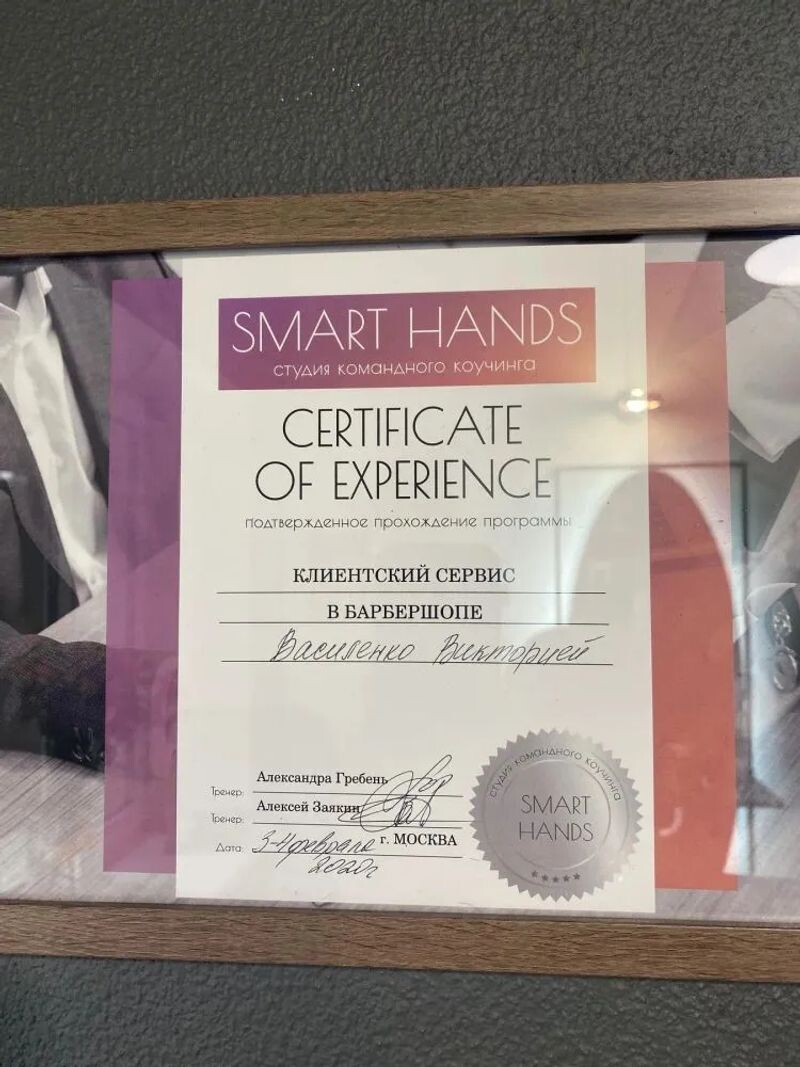 SMART HANDS
СТУДИЯ КОМАНДНОГО КОУЧИНГА
CERTIFICATE
OF EXPERIENCE
ПОДТВЕРЖДЕННОЕ ПРОХОЖДЕНИЕ ПРОГРАММЫ
КЛИЕНТСКИЙ СЕРВИС
В БАРБЕРШОПЕ
Василенко Викторией
Тренер: Александра Гребень
Тренер: Алексей Заякин
Дата: 3-4 февраля г. МОСКВА
2020г
СТУДИЯ КОМАНДНОГО КОУЧИНГА
SMART
HANDS